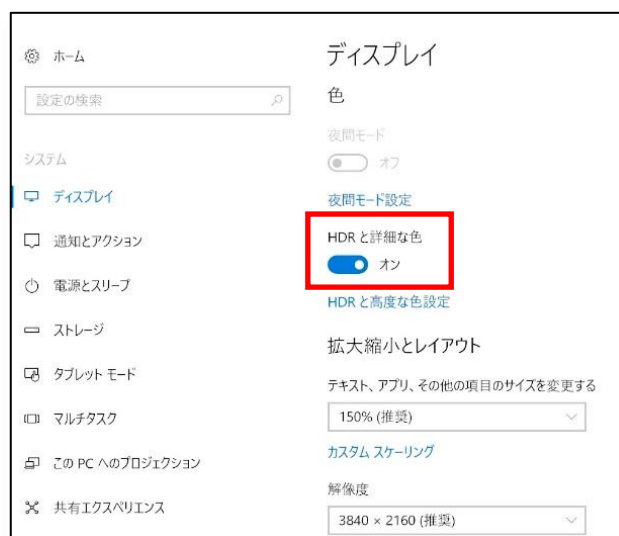 ホーム
設定の検索
システム
ディスプレイ
通知とアクション
電源とスリープ
ストレージ
タブレット モード
マルチタスク
この PC へのプロジェクション
共有エクスペリエンス
ディスプレイ
色
夜間モード
オフ
夜間モード設定
HDR と詳細な色
オン
HDR と高度な色設定
拡大縮小とレイアウト
テキスト、アプリ、その他の項目のサイズを変更する
150% (推奨)
カスタム スケーリング
解像度
3840 × 2160 (推奨)